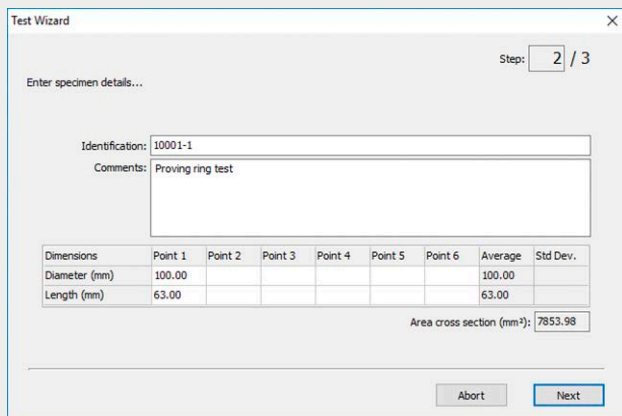 Test Wizard
Step: 2 / 3
Enter specimen details...
Identification: 10001-1
Comments: Proving ring test
Dimensions Point 1 Point 2 Point 3 Point 4 Point 5 Point 6 Average Std Dev.
Diameter (mm) 100.00 100.00
Length (mm) 63.00 63.00
Area cross section (mm²): 7853.98
Abort Next